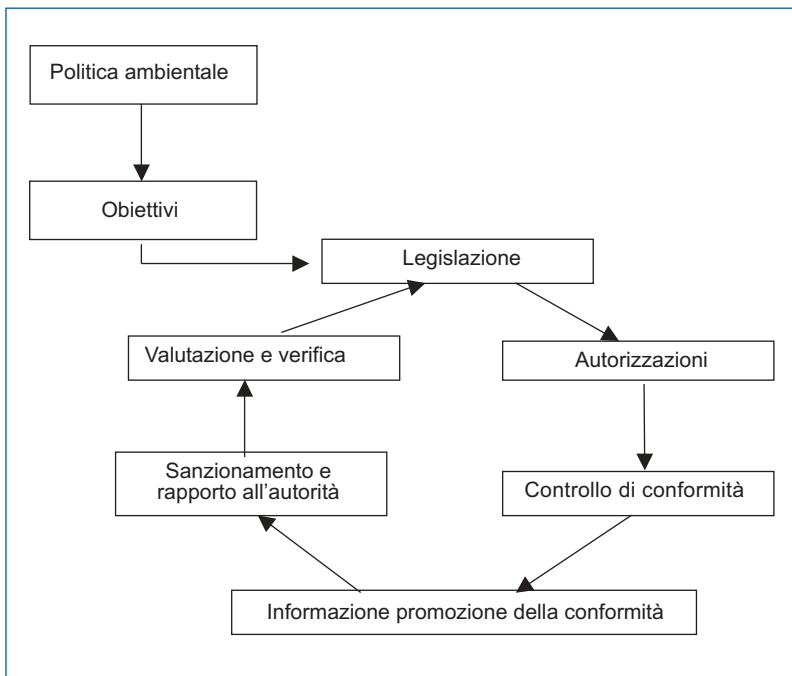 Politica ambientale
Obiettivi
Legislazione
Valutazione e verifica
Autorizzazioni
Sanzionamento e
rapporto all'autorità
Controllo di conformità
Informazione promozione della conformità